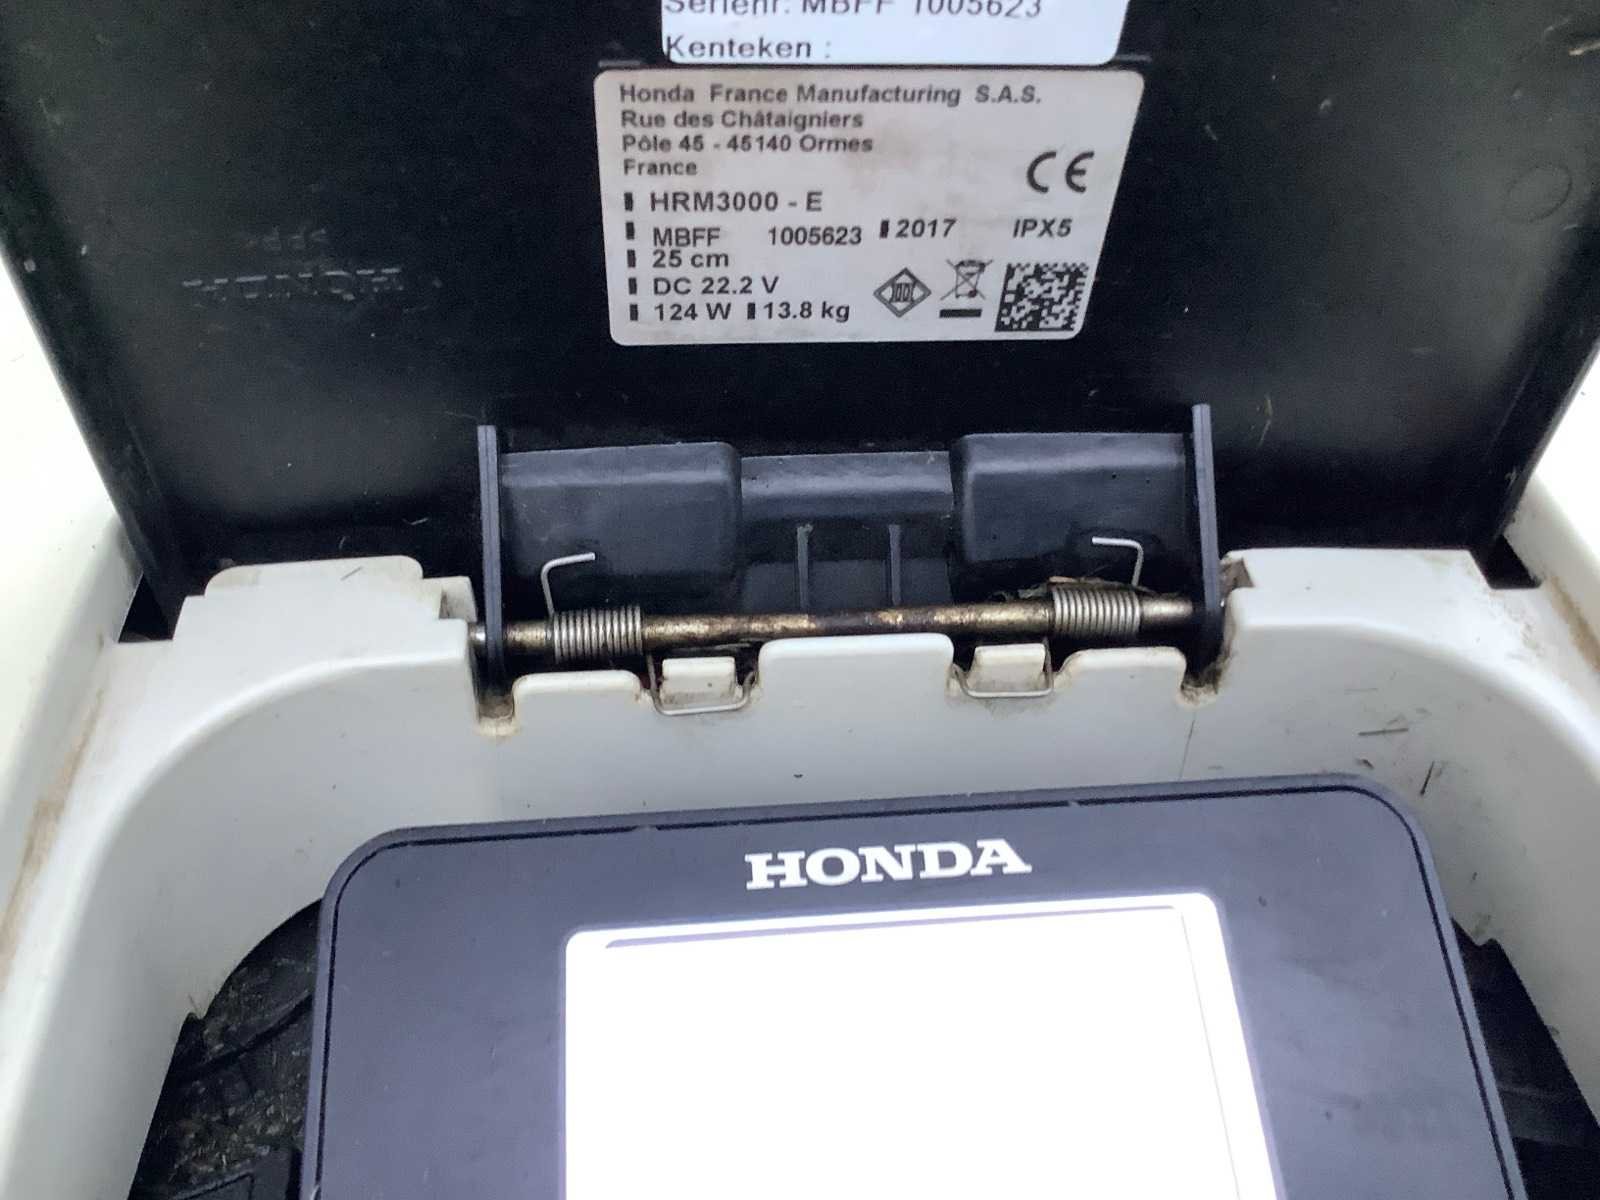 Serienr: MBFF 1005623
Kenteken :
Honda France Manufacturing S.A.S.
Rue des Châtaigniers
Pôle 45 - 45140 Ormes
France
CE
HRM3000 - E
MBFF 1005623 2017 IPX5
25 cm
DC 22.2 V
124 W 13.8 kg
HONDA